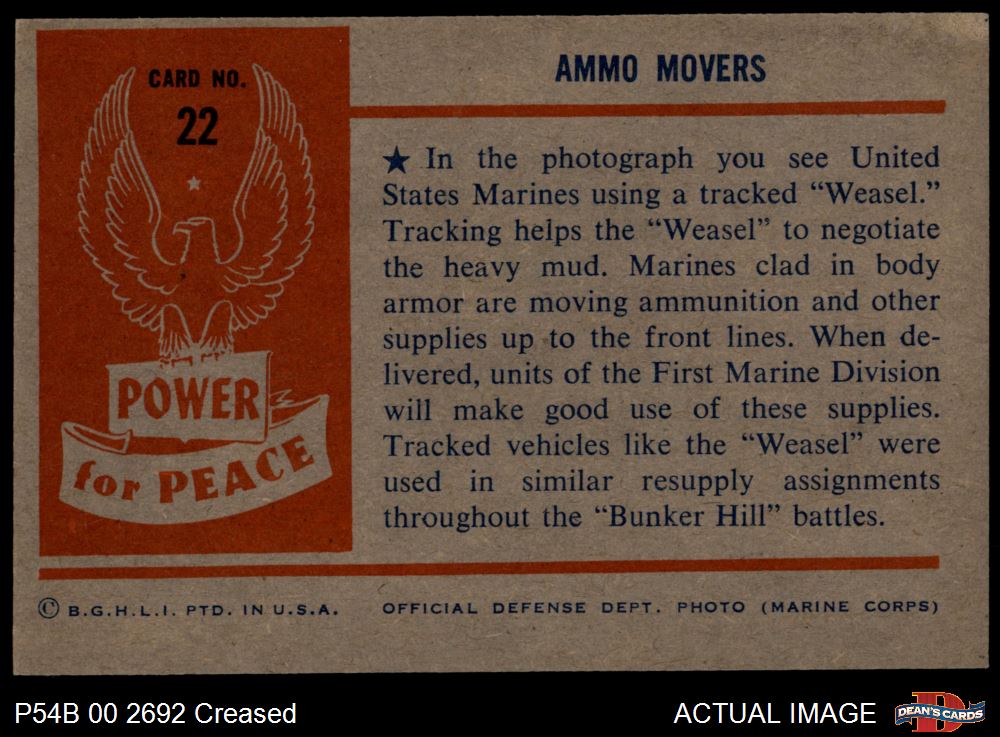 CARD NO.
22
POWER
for PEACE
AMMO MOVERS
★ In the photograph you see United
States Marines using a tracked “Weasel.”
Tracking helps the “Weasel” to negotiate
the heavy mud. Marines clad in body
armor are moving ammunition and other
supplies up to the front lines. When de-
livered, units of the First Marine Division
will make good use of these supplies.
Tracked vehicles like the “Weasel” were
used in similar resupply assignments
throughout the “Bunker Hill” battles.
© B.G.H.L.I. PTD. IN U.S.A.
OFFICIAL DEFENSE DEPT. PHOTO (MARINE CORPS)
P54B 00 2692 Creased
ACTUAL IMAGE
DEAN'S CARDS